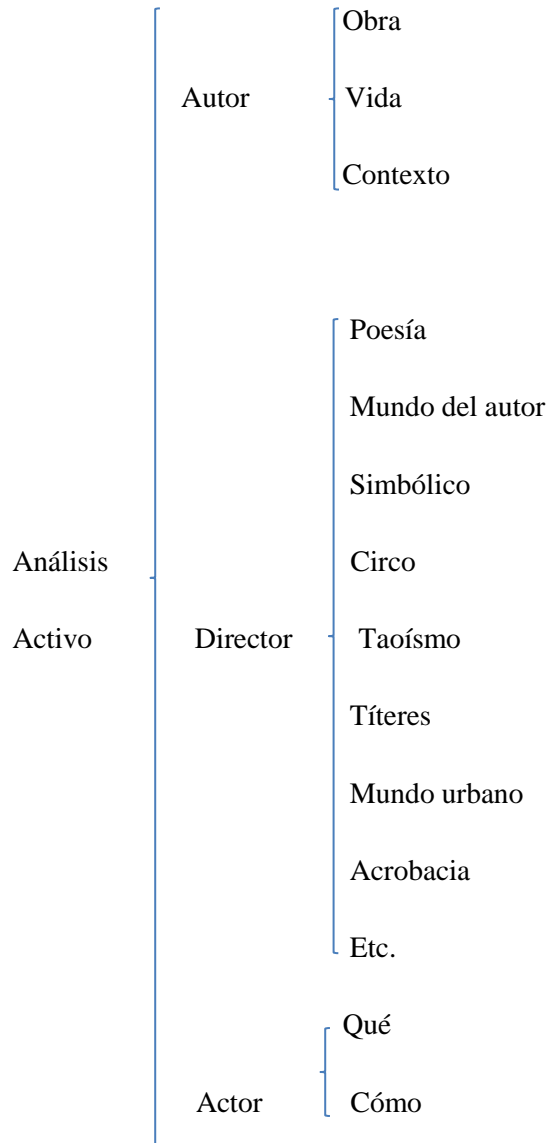 Obra
Autor Vida
Contexto
Poesía
Mundo del autor
Simbólico
Análisis Circo
Activo Director Taoísmo
Títeres
Mundo urbano
Acrobacia
Etc.
Qué
Actor Cómo